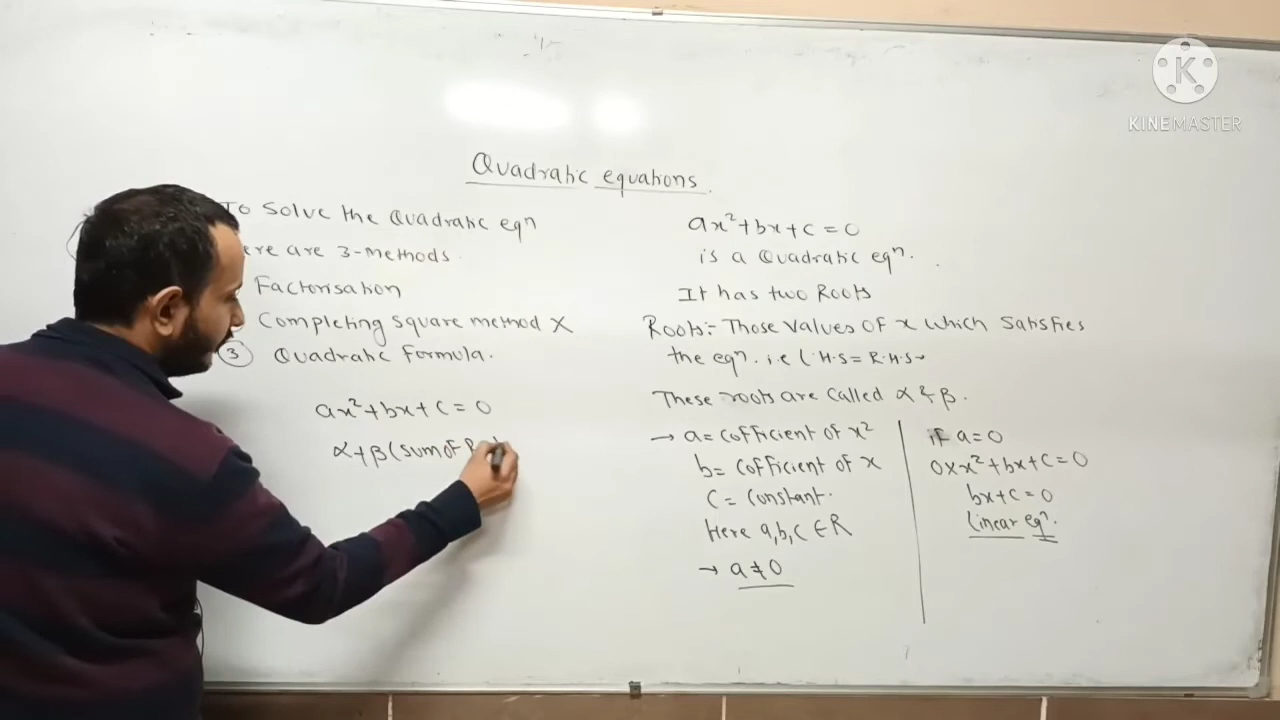 Quadratic equations.
To Solve the Quadratic eqn
ere are 3-methods.
Factorisation
Completing square method X
③ Quadratic Formula.
ax²+bx+c=0
α+β(sum of
ax²+bx+c=0
is a Quadratic eqn.
It has two Roots
Roots:- Those values of x which satisfies
the eqn. i.e L.H.S=R.H.S
These roots are called α & β.
→ a= cofficient of x²
b= cofficient of x
c= constant.
Here a,b,c ∈ R
→ a≠0
if a=0
0×x²+bx+c=0
bx+c=0
Linear eqn.
K
KINEMASTER